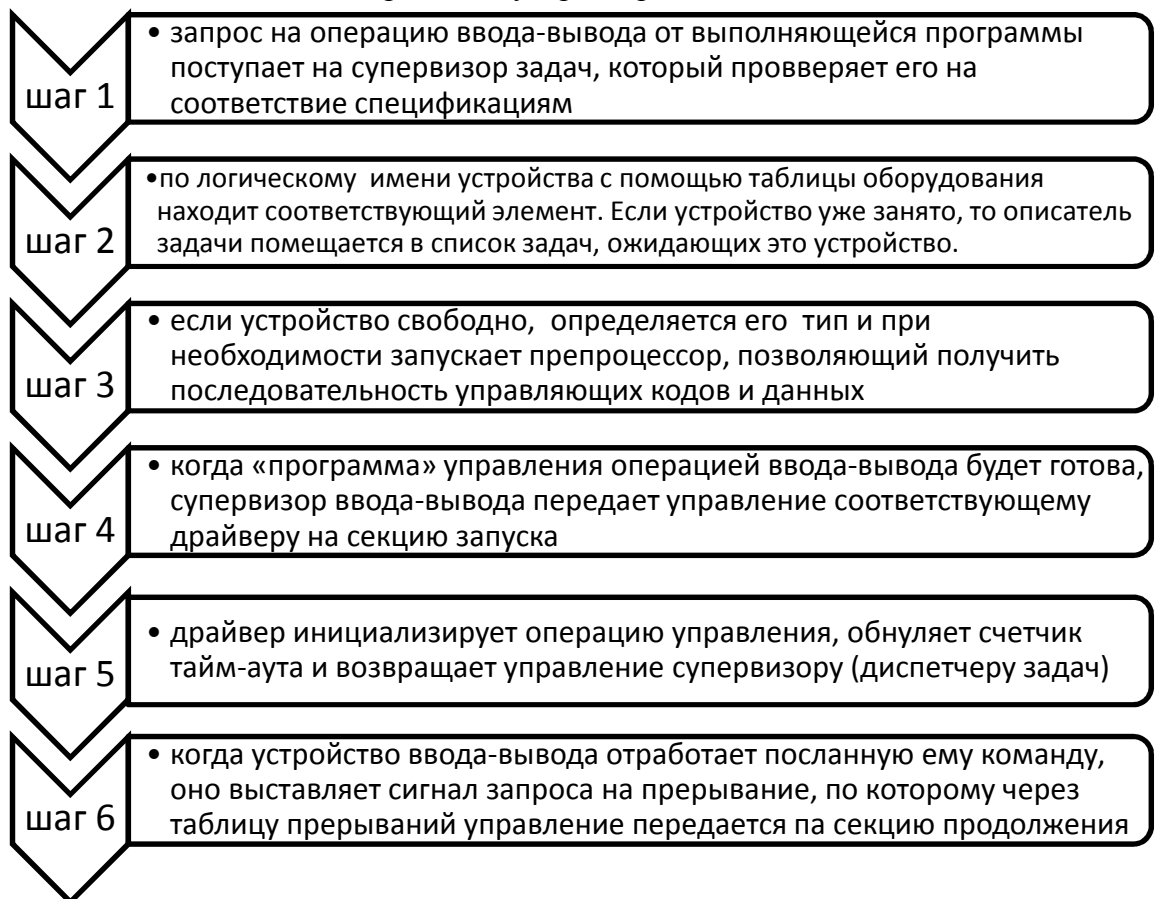 шаг 1
• запрос на операцию ввода-вывода от выполняющейся программы
поступает на супервизор задач, который провверяет его на
соответствие спецификациям
шаг 2
•по логическому имени устройства с помощью таблицы оборудования
находит соответствующий элемент. Если устройство уже занято, то описатель
задачи помещается в список задач, ожидающих это устройство.
шаг 3
• если устройство свободно, определяется его тип и при
необходимости запускает препроцессор, позволяющий получить
последовательность управляющих кодов и данных
шаг 4
• когда «программа» управления операцией ввода-вывода будет готова,
супервизор ввода-вывода передает управление соответствующему
драйверу на секцию запуска
шаг 5
• драйвер инициализирует операцию управления, обнуляет счетчик
тайм-аута и возвращает управление супервизору (диспетчеру задач)
шаг 6
• когда устройство ввода-вывода отработает посланную ему команду,
оно выставляет сигнал запроса на прерывание, по которому через
таблицу прерываний управление передается па секцию продолжения